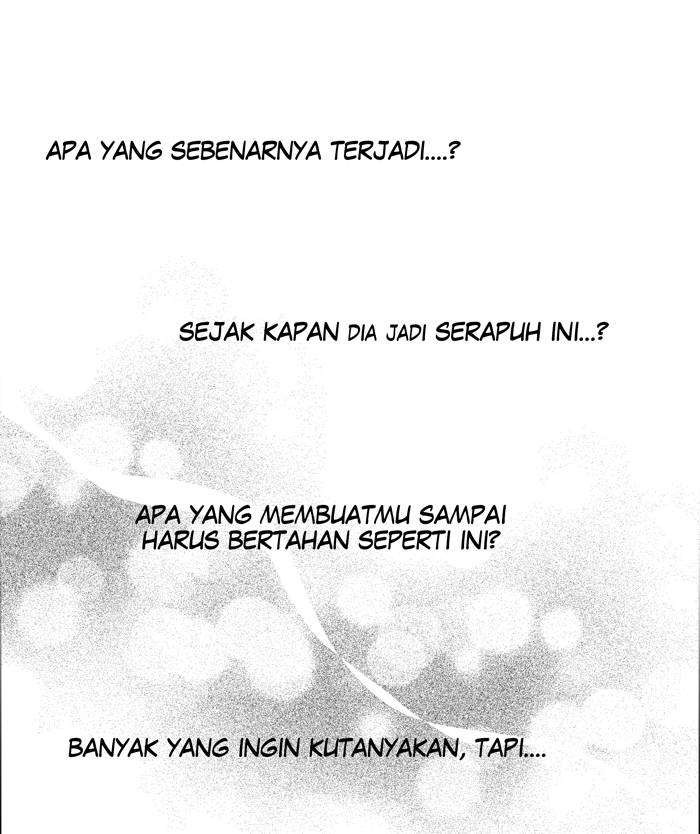 APA YANG SEBENARNYA TERJADI....?
SEJAK KAPAN DIA JADI SERAPUH INI...?
APA YANG MEMBUATMU SAMPAI
HARUS BERTAHAN SEPERTI INI?
BANYAK YANG INGIN KUTANYAKAN, TAPI....